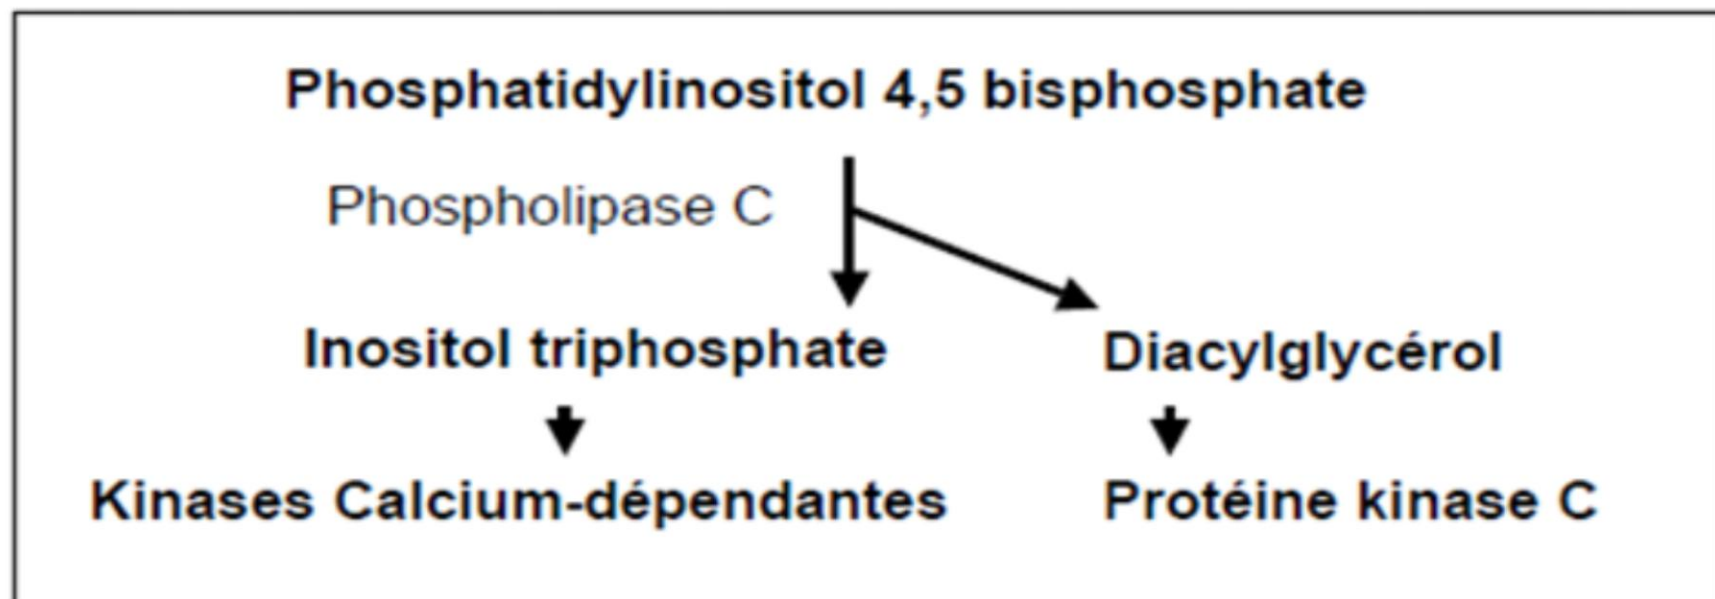 Phosphatidylinositol 4,5 bisphosphate
Phospholipase C
Inositol triphosphate
Diacylglycérol
Kinases Calcium-dépendantes
Protéine kinase C